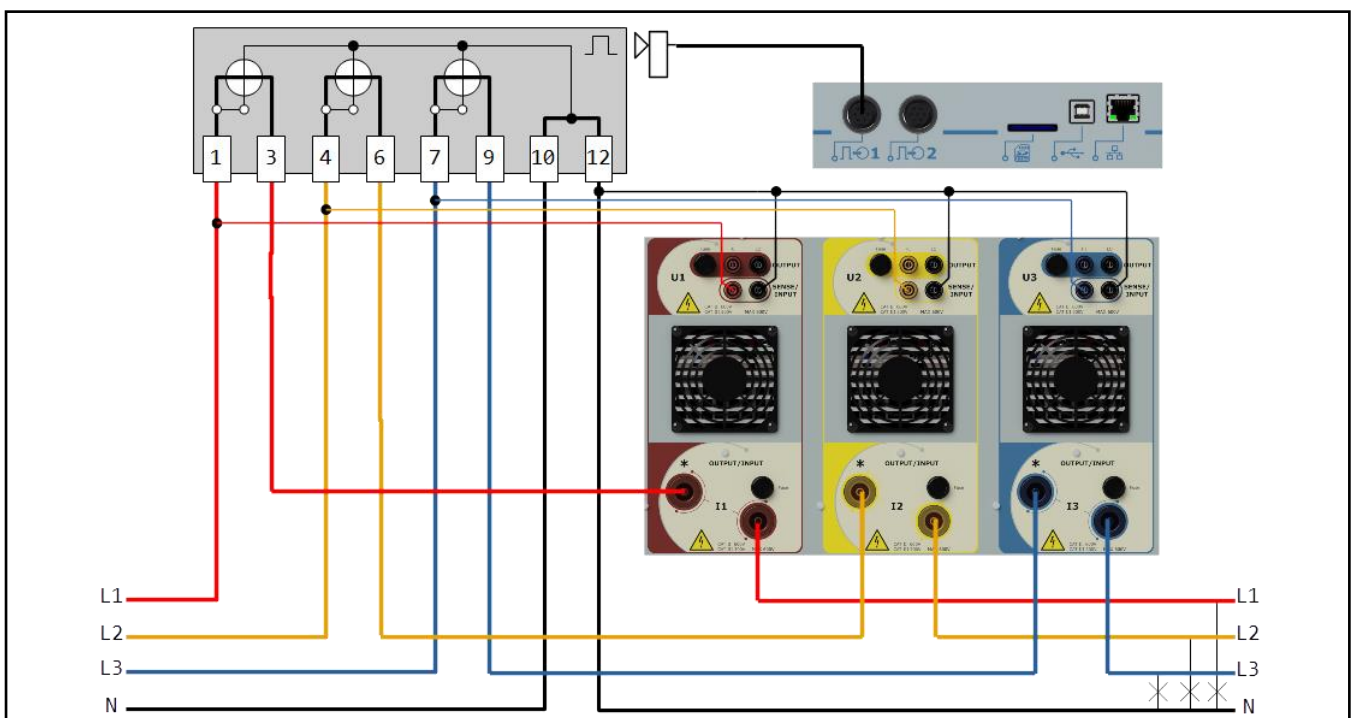 1 3 4 6 7 9 10 12
1 2
U1 OUTPUT SENSE/ INPUT
U2 OUTPUT SENSE/ INPUT
U3 OUTPUT SENSE/ INPUT
* OUTPUT/INPUT
I1
* OUTPUT/INPUT
I2
* OUTPUT/INPUT
I3
L1 L1
L2 L2
L3 L3
N N